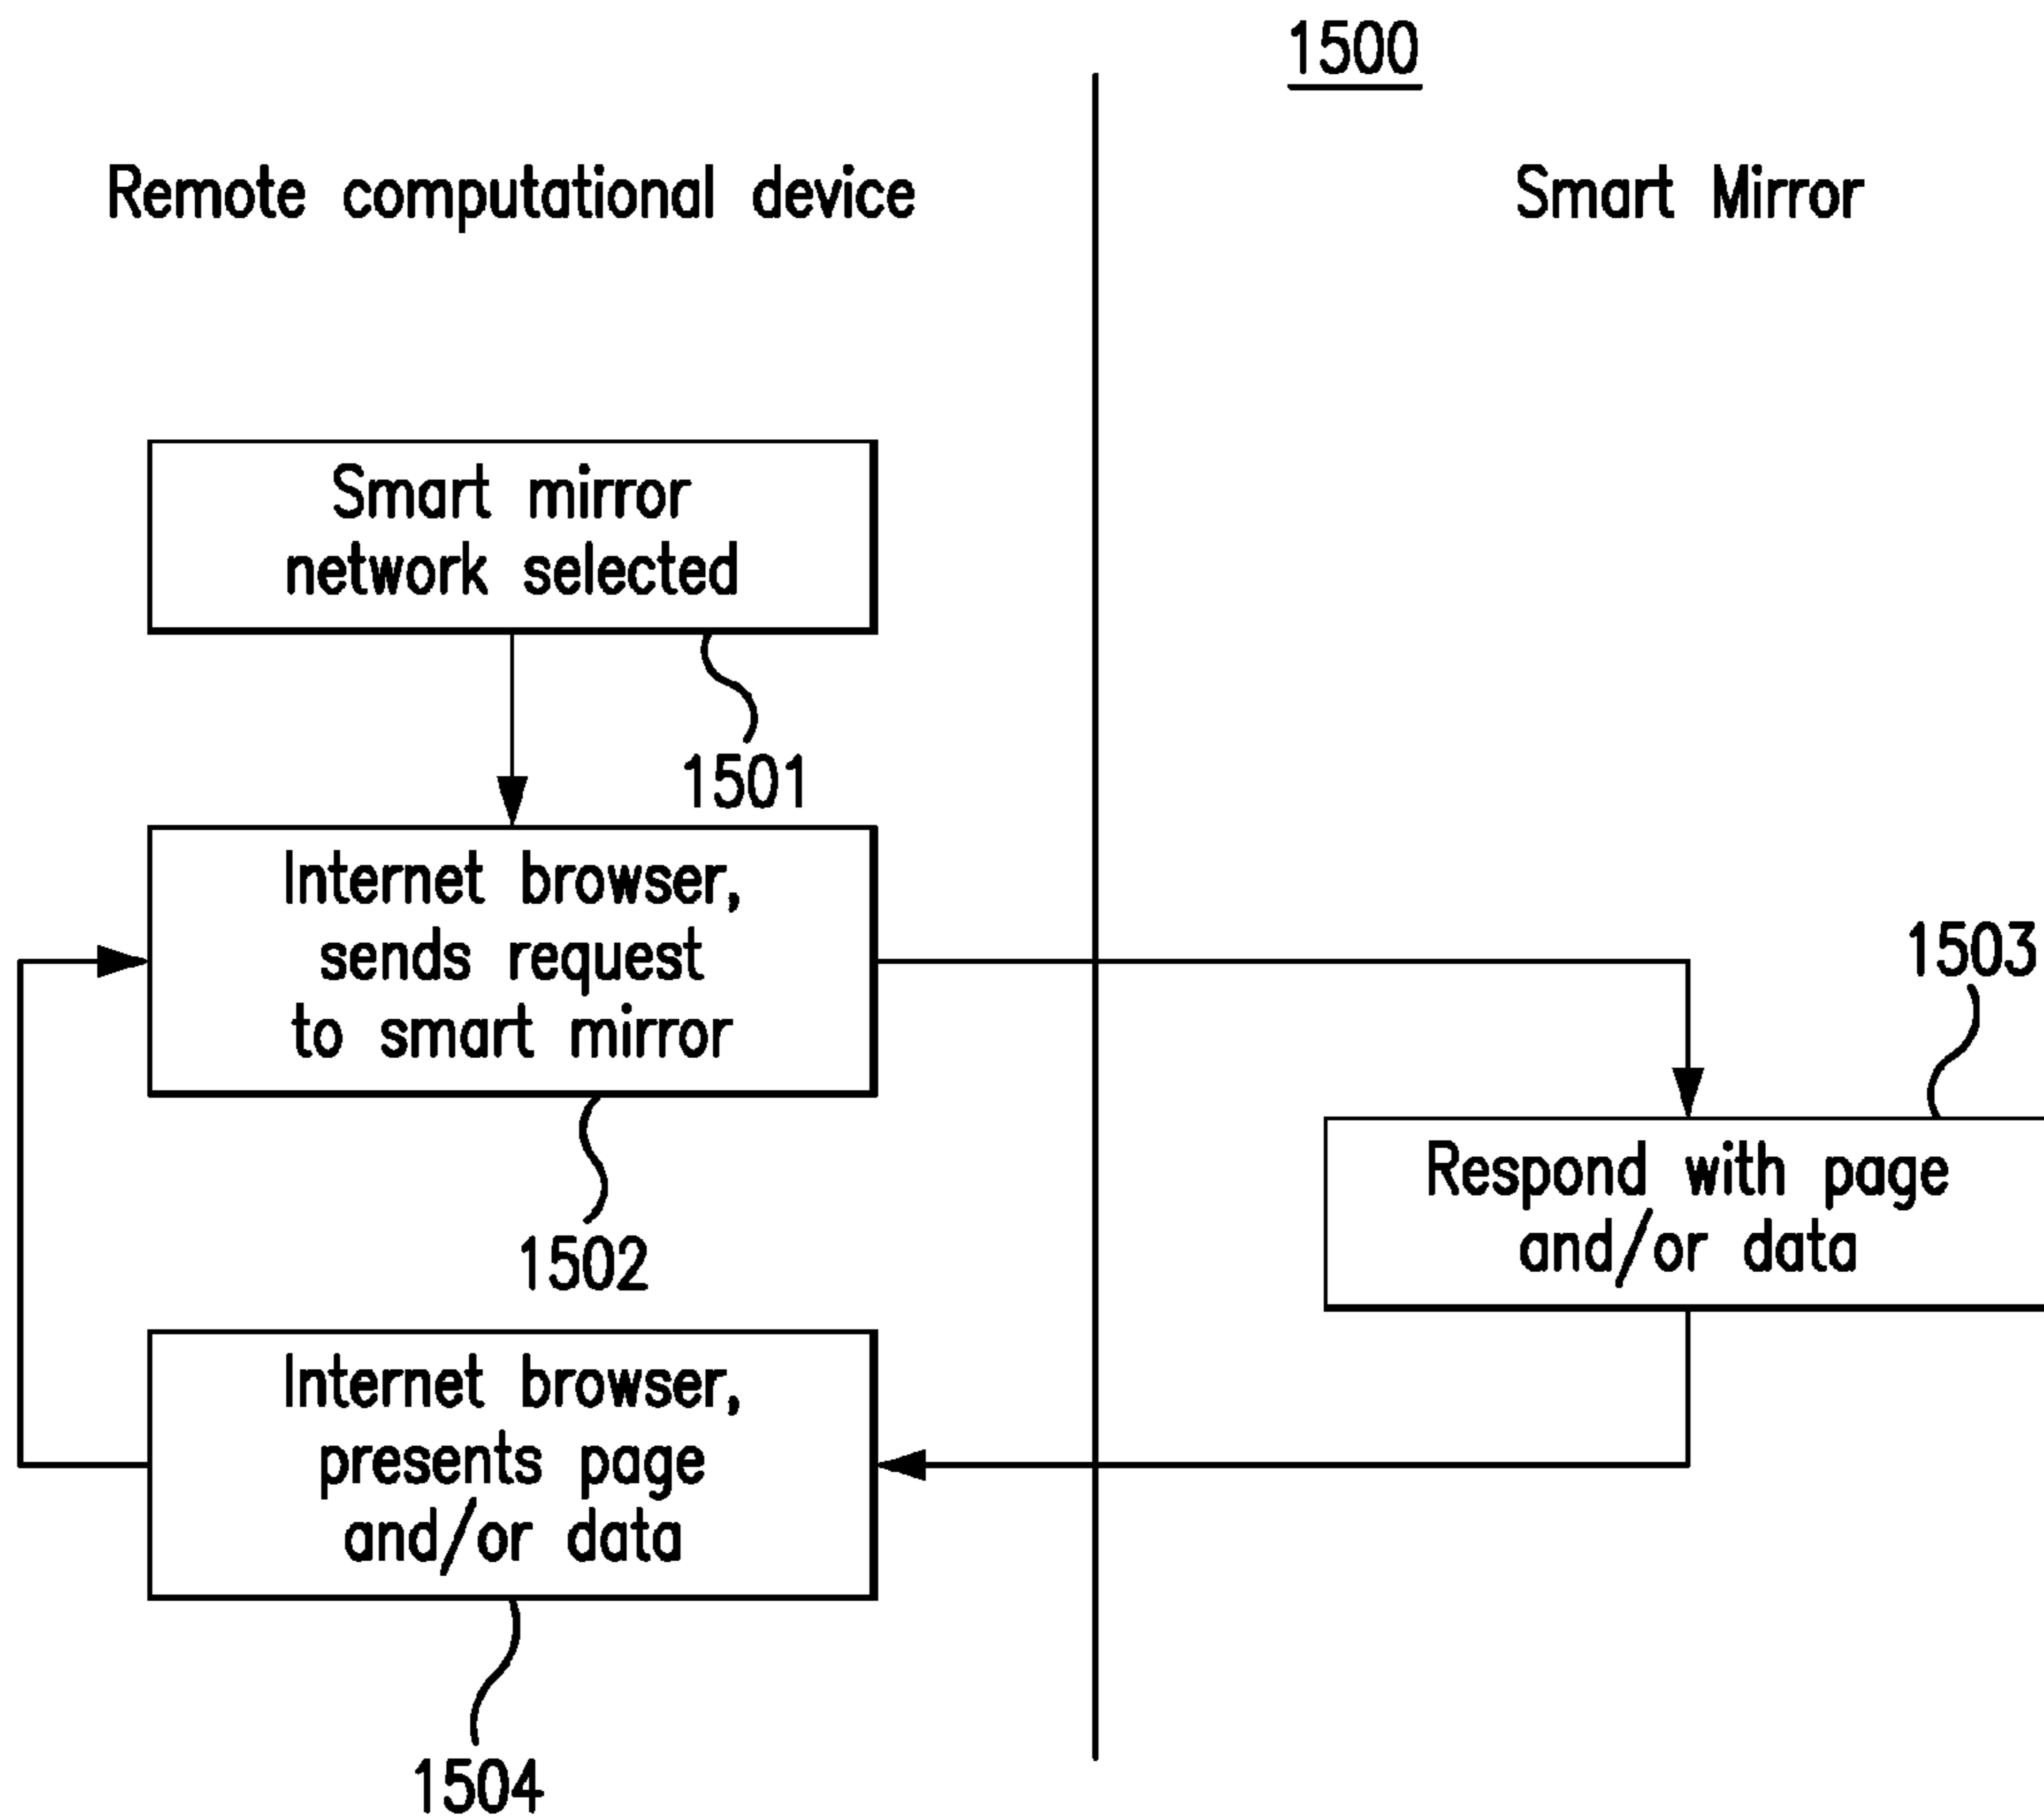 1500
Remote computational device
Smart Mirror
Smart mirror
network selected
1501
Internet browser,
sends request
to smart mirror
1502
1503
Respond with page
and/or data
Internet browser,
presents page
and/or data
1504